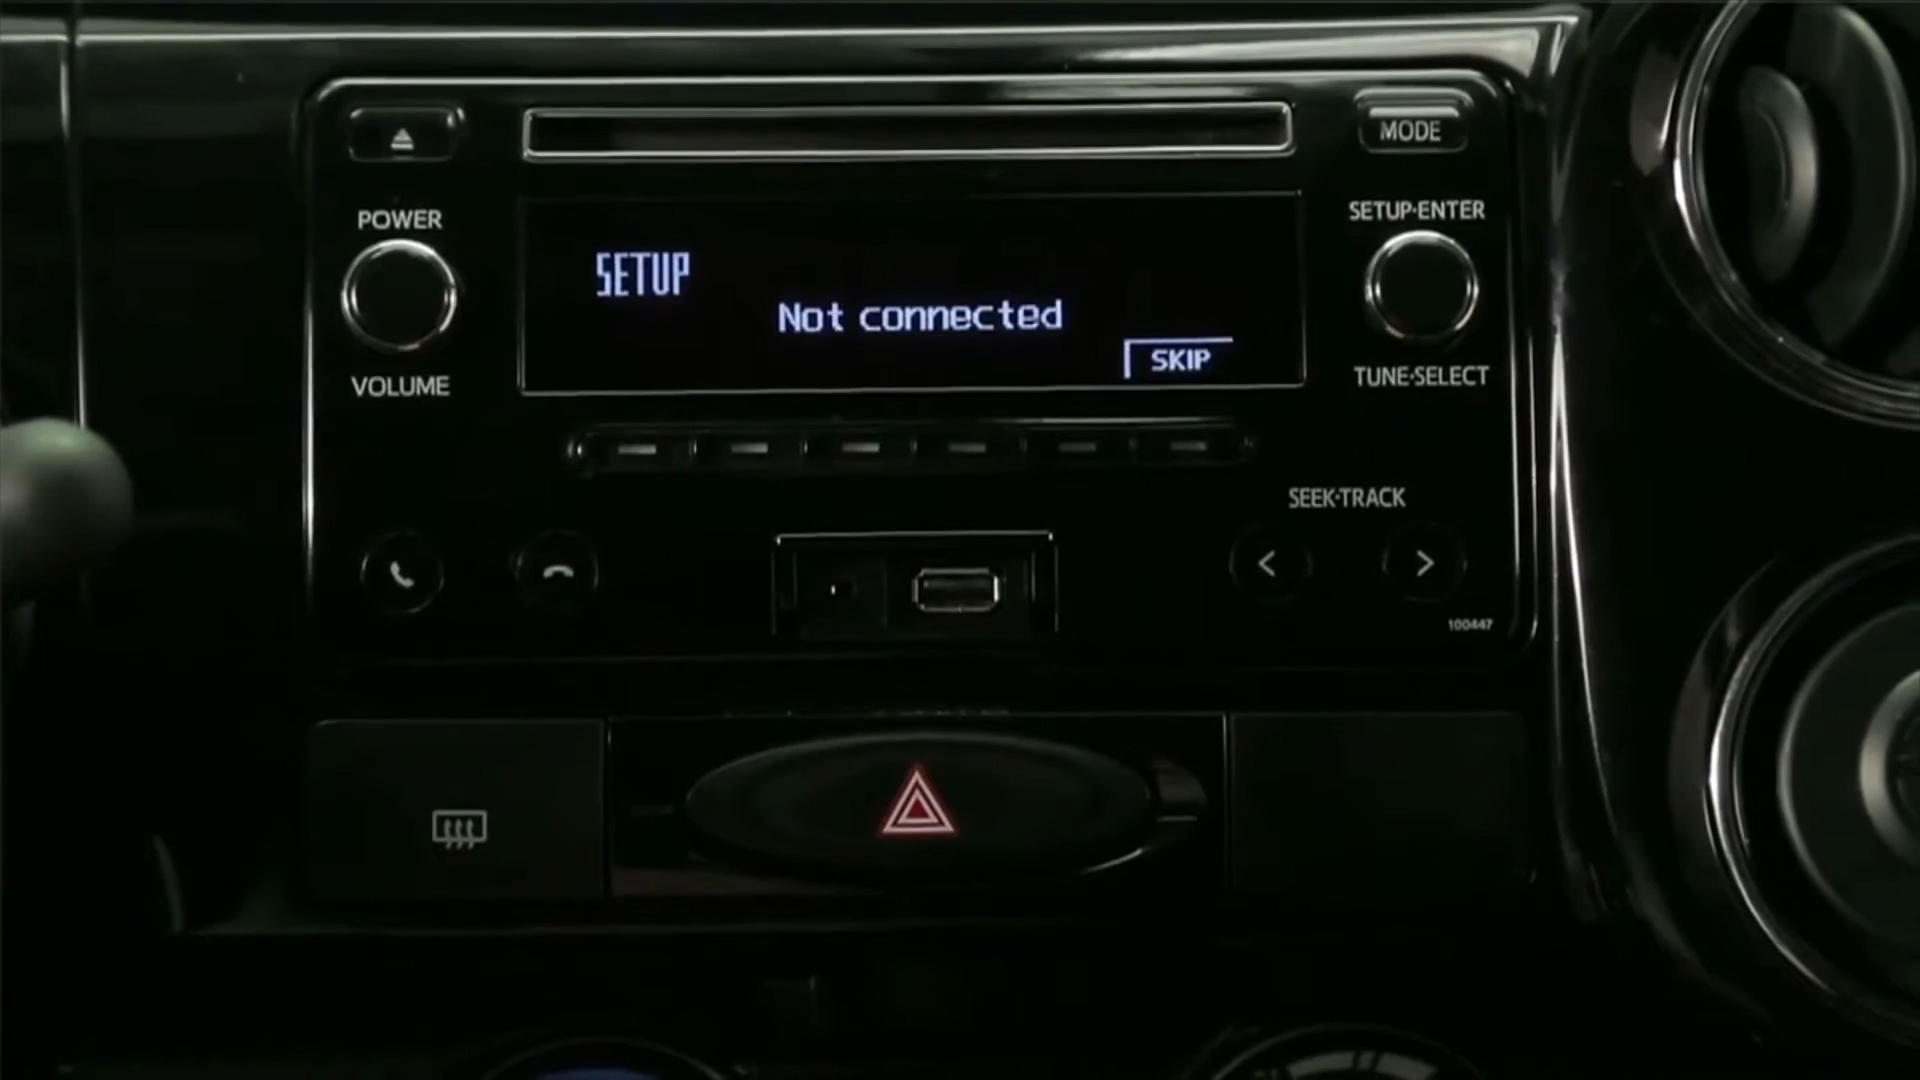 MODE
POWER
SETUP·ENTER
SETUP
Not connected
SKIP
VOLUME
TUNE·SELECT
SEEK·TRACK
100447